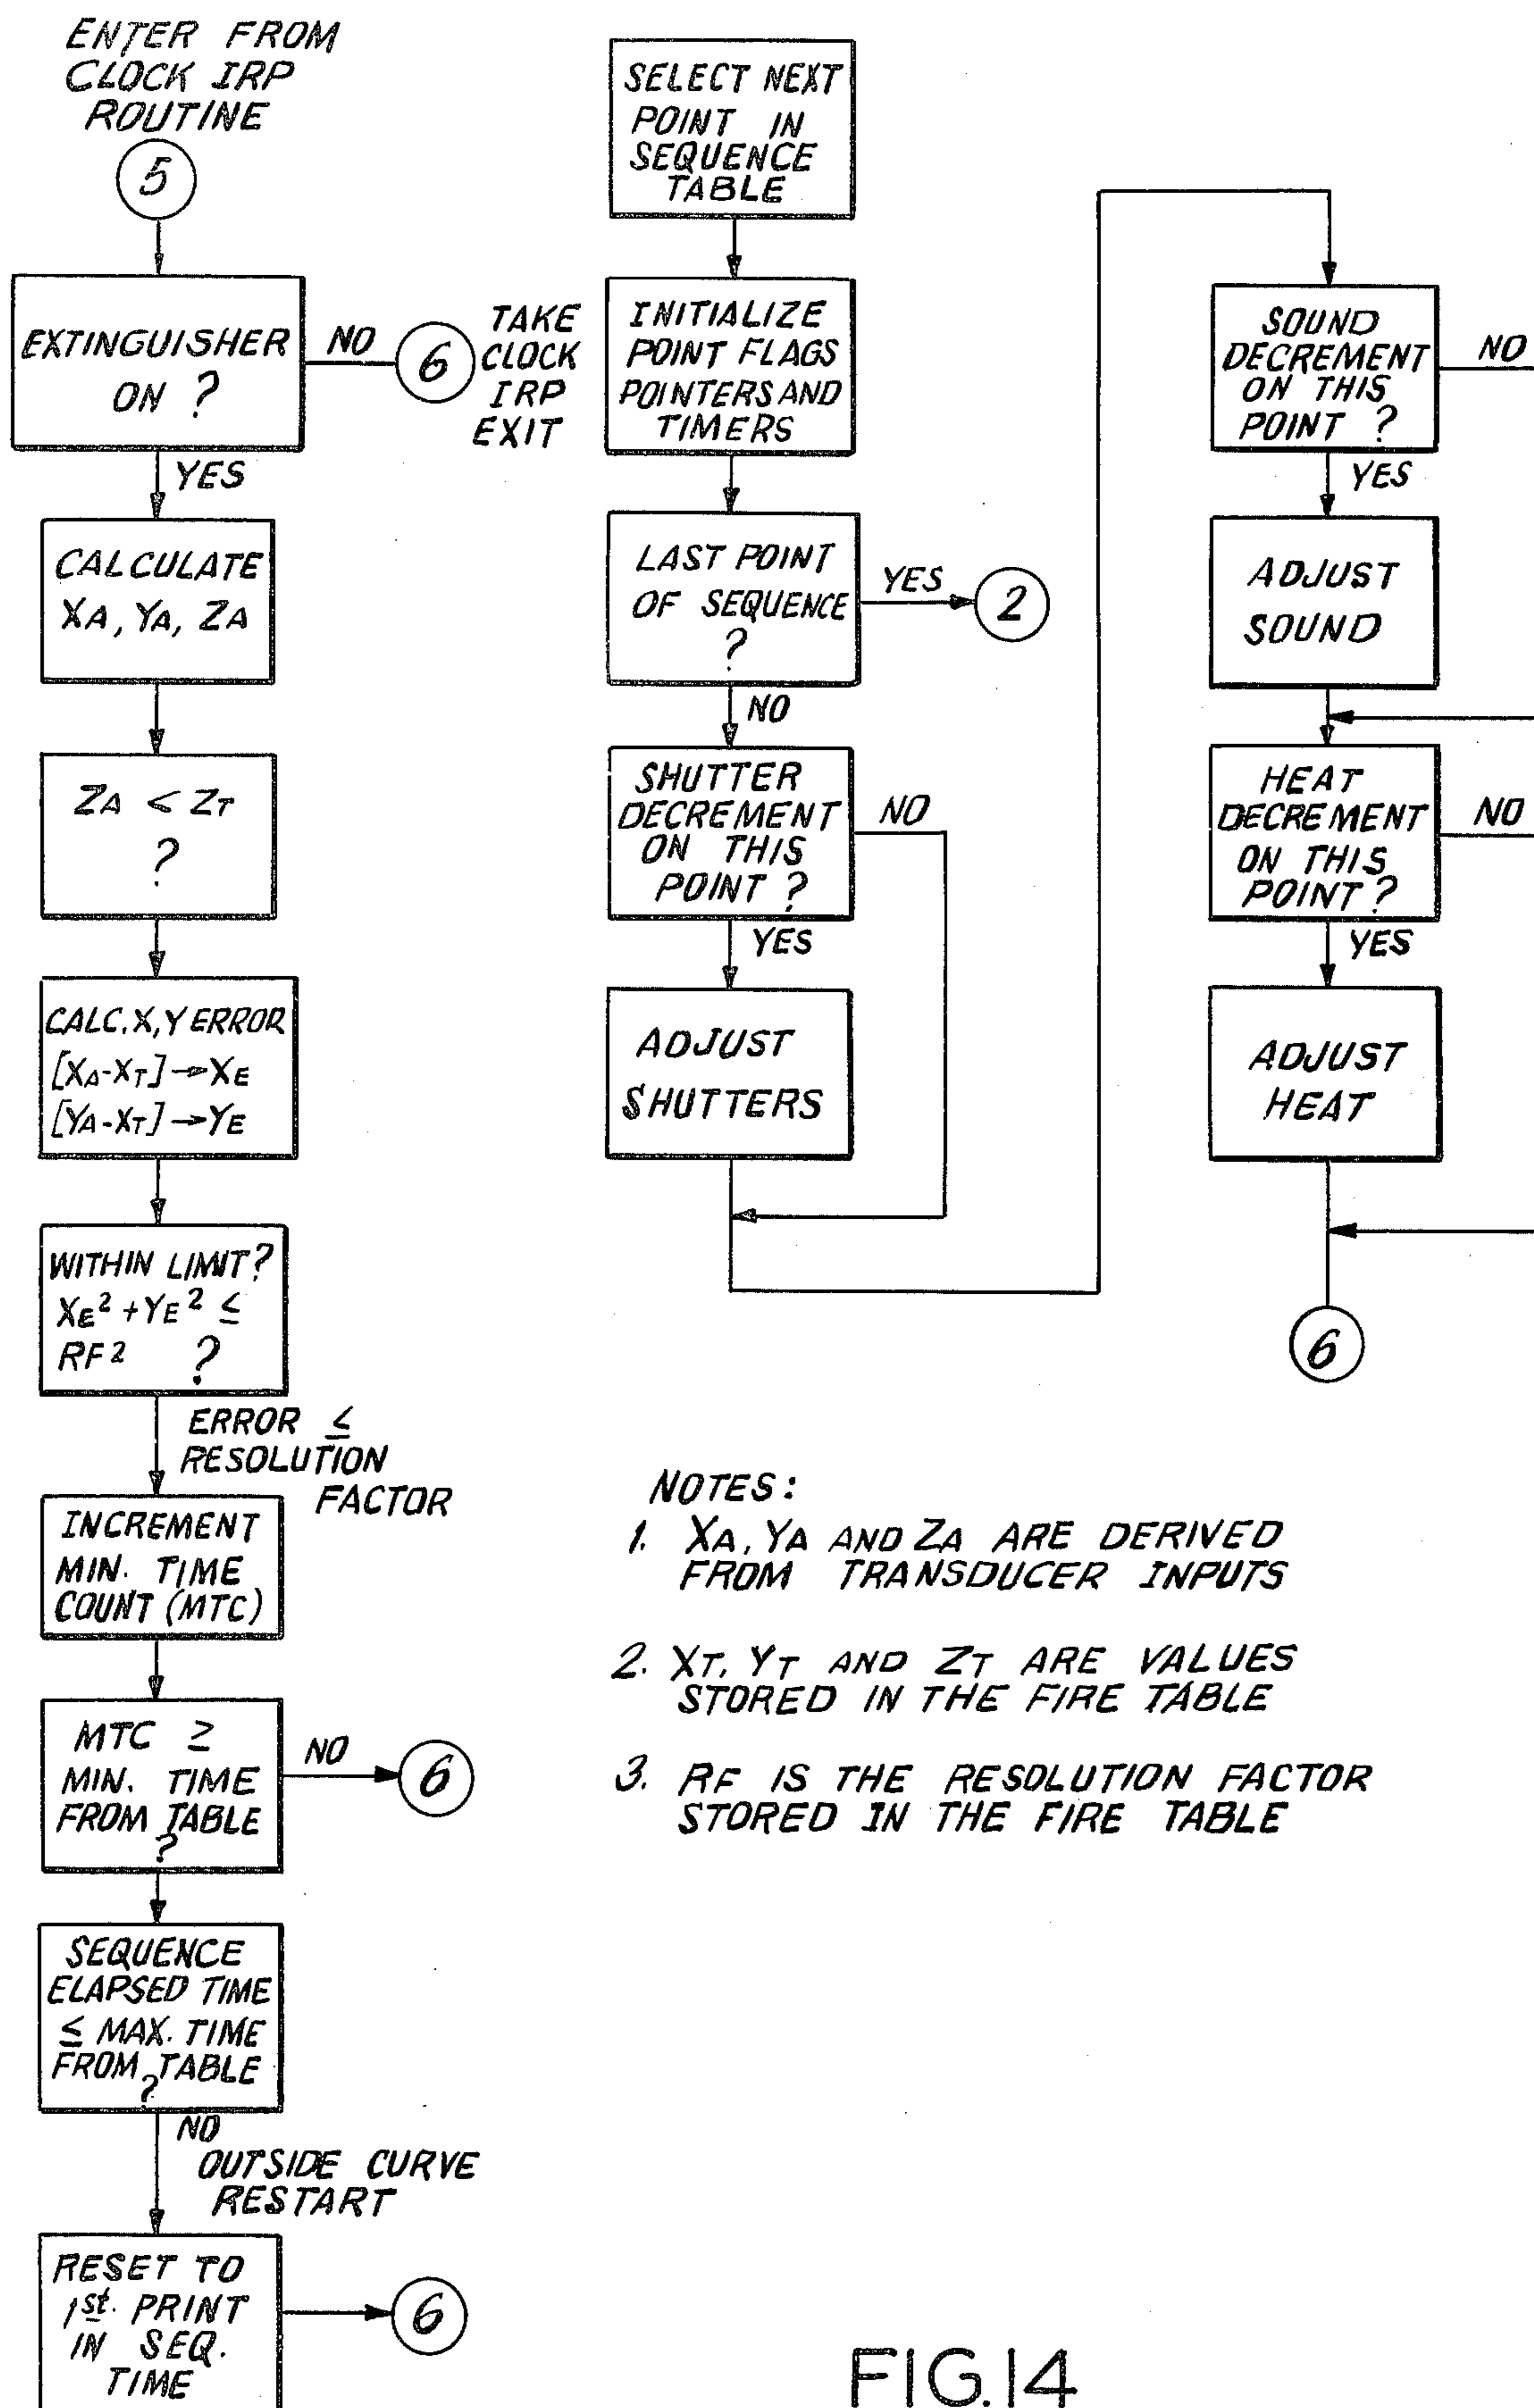 ENTER FROM
CLOCK IRP
ROUTINE
5
EXTINGUISHER
ON ?
NO
6
TAKE
CLOCK
IRP
EXIT
YES
CALCULATE
XA, YA, ZA
ZA < ZT
?
CALC. X, Y ERROR
[XA-XT]→XE
[YA-XT]→YE
WITHIN LIMIT?
XE² + YE² ≤
RF² ?
ERROR ≤
RESOLUTION
FACTOR
INCREMENT
MIN. TIME
COUNT (MTC)
MTC ≥
MIN. TIME
FROM TABLE
?
NO
6
SEQUENCE
ELAPSED TIME
≤ MAX. TIME
FROM TABLE
?
NO
OUTSIDE CURVE
RESTART
RESET TO
1st. PRINT
IN SEQ.
TIME
6
SELECT NEXT
POINT IN
SEQUENCE
TABLE
INITIALIZE
POINT FLAGS
POINTERS AND
TIMERS
LAST POINT
OF SEQUENCE
?
YES
2
NO
SHUTTER
DECREMENT
ON THIS
POINT ?
NO
YES
ADJUST
SHUTTERS
SOUND
DECREMENT
ON THIS
POINT ?
NO
YES
ADJUST
SOUND
HEAT
DECREMENT
ON THIS
POINT ?
NO
YES
ADJUST
HEAT
6
NOTES:
1. XA, YA AND ZA ARE DERIVED
FROM TRANSDUCER INPUTS
2. XT, YT AND ZT ARE VALUES
STORED IN THE FIRE TABLE
3. RF IS THE RESOLUTION FACTOR
STORED IN THE FIRE TABLE
FIG.14